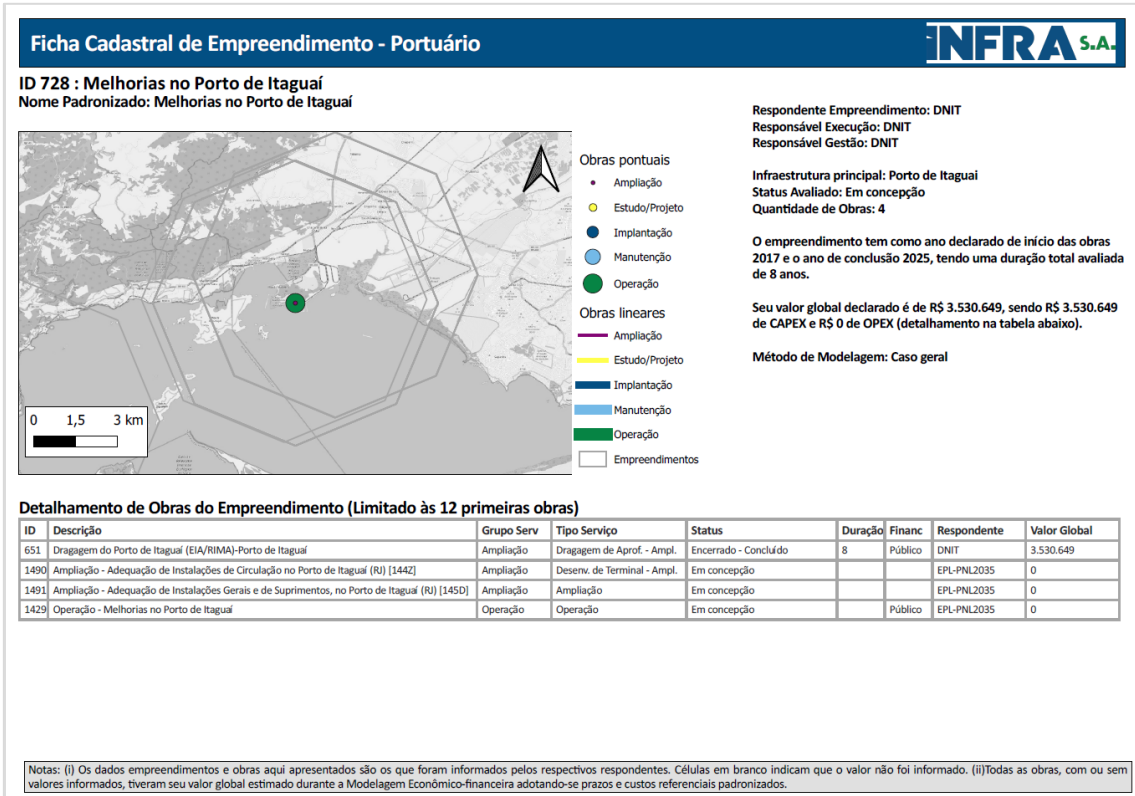 Ficha Cadastral de Empreendimento - Portuário
INFRA S.A.
ID 728 : Melhorias no Porto de Itaguaí
Nome Padronizado: Melhorias no Porto de Itaguaí
Respondente Empreendimento: DNIT
Responsável Execução: DNIT
Responsável Gestão: DNIT
Infraestrutura principal: Porto de Itaguai
Status Avaliado: Em concepção
Quantidade de Obras: 4
O empreendimento tem como ano declarado de início das obras
2017 e o ano de conclusão 2025, tendo uma duração total avaliada
de 8 anos.
Seu valor global declarado é de R$ 3.530.649, sendo R$ 3.530.649
de CAPEX e R$ 0 de OPEX (detalhamento na tabela abaixo).
Método de Modelagem: Caso geral
Obras pontuais
Ampliação
Estudo/Projeto
Implantação
Manutenção
Operação
Obras lineares
Ampliação
Estudo/Projeto
Implantação
Manutenção
Operação
Empreendimentos
0 1,5 3 km
Detalhamento de Obras do Empreendimento (Limitado às 12 primeiras obras)
ID Descrição Grupo Serv Tipo Serviço Status Duração Financ Respondente Valor Global
651 Dragagem do Porto de Itaguaí (EIA/RIMA)-Porto de Itaguaí Ampliação Dragagem de Aprof. - Ampl. Encerrado - Concluído 8 Público DNIT 3.530.649
1490 Ampliação - Adequação de Instalações de Circulação no Porto de Itaguaí (RJ) [144Z] Ampliação Desenv. de Terminal - Ampl. Em concepção EPL-PNL2035 0
1491 Ampliação - Adequação de Instalações Gerais e de Suprimentos, no Porto de Itaguaí (RJ) [145D] Ampliação Ampliação Em concepção EPL-PNL2035 0
1429 Operação - Melhorias no Porto de Itaguaí Operação Operação Em concepção Público EPL-PNL2035 0
Notas: (i) Os dados empreendimentos e obras aqui apresentados são os que foram informados pelos respectivos respondentes. Células em branco indicam que o valor não foi informado. (ii)Todas as obras, com ou sem
valores informados, tiveram seu valor global estimado durante a Modelagem Econômico-financeira adotando-se prazos e custos referenciais padronizados.